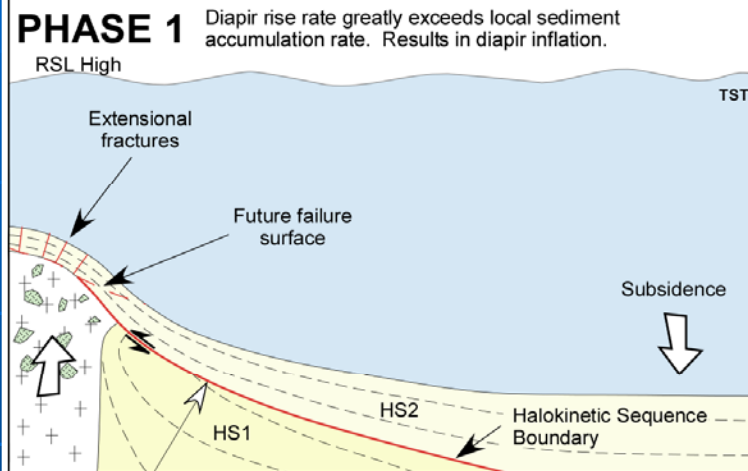 PHASE 1
Diapir rise rate greatly exceeds local sediment
accumulation rate. Results in diapir inflation.
RSL High
TST
Extensional
fractures
Future failure
surface
Subsidence
HS2
HS1
Halokinetic Sequence
Boundary